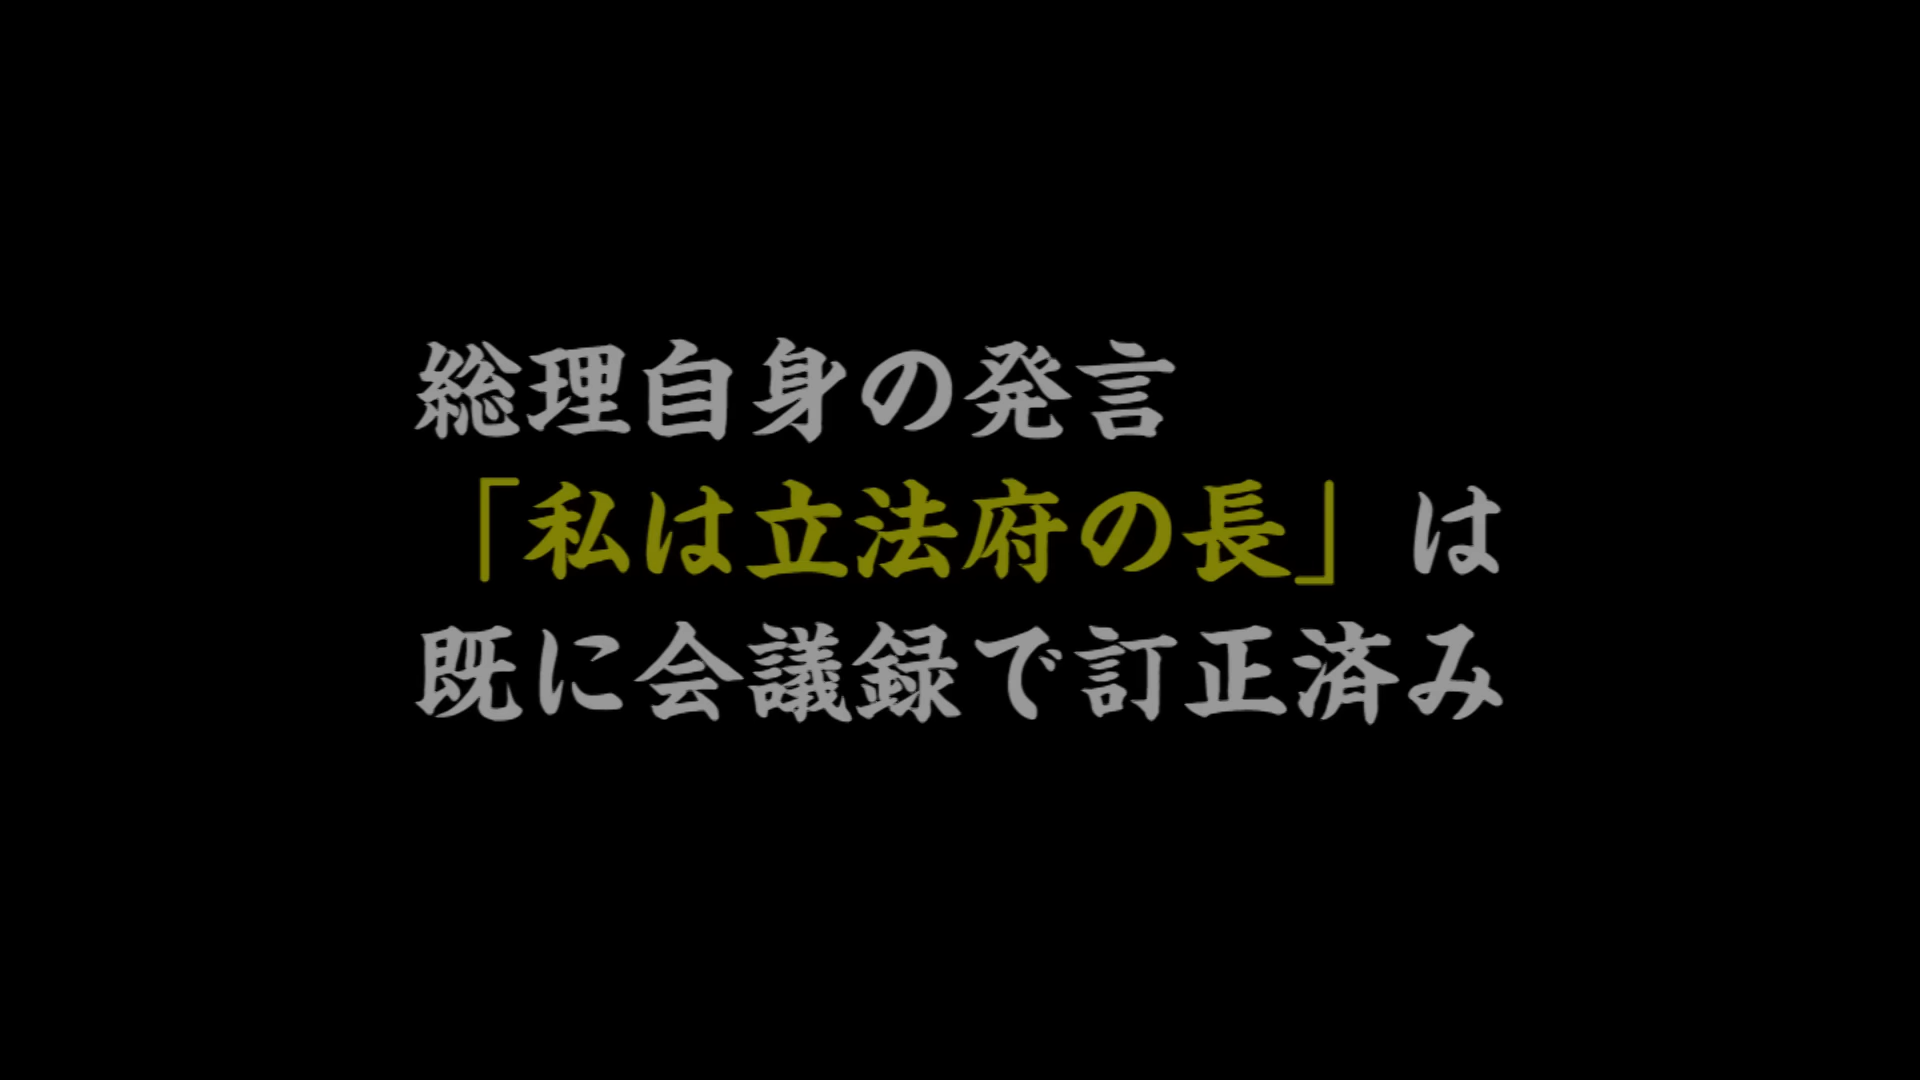 総理自身の発言
「私は立法府の長」は
既に会議録で訂正済み